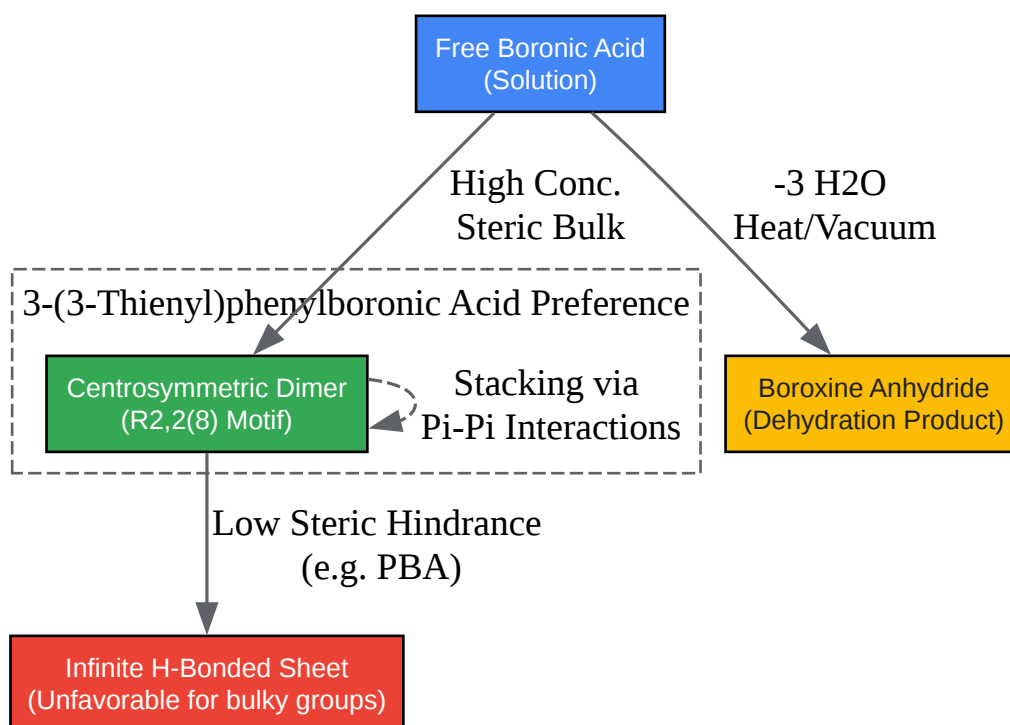 Free Boronic Acid
(Solution)
High Conc.
Steric Bulk
-3 H2O
Heat/Vacuum
3-(3-Thienyl)phenylboronic Acid Preference
Centrosymmetric Dimer
(R2,2(8) Motif)
Stacking via
Pi-Pi Interactions
Boroxine Anhydride
(Dehydration Product)
Low Steric Hindrance
(e.g. PBA)
Infinite H-Bonded Sheet
(Unfavorable for bulky groups)